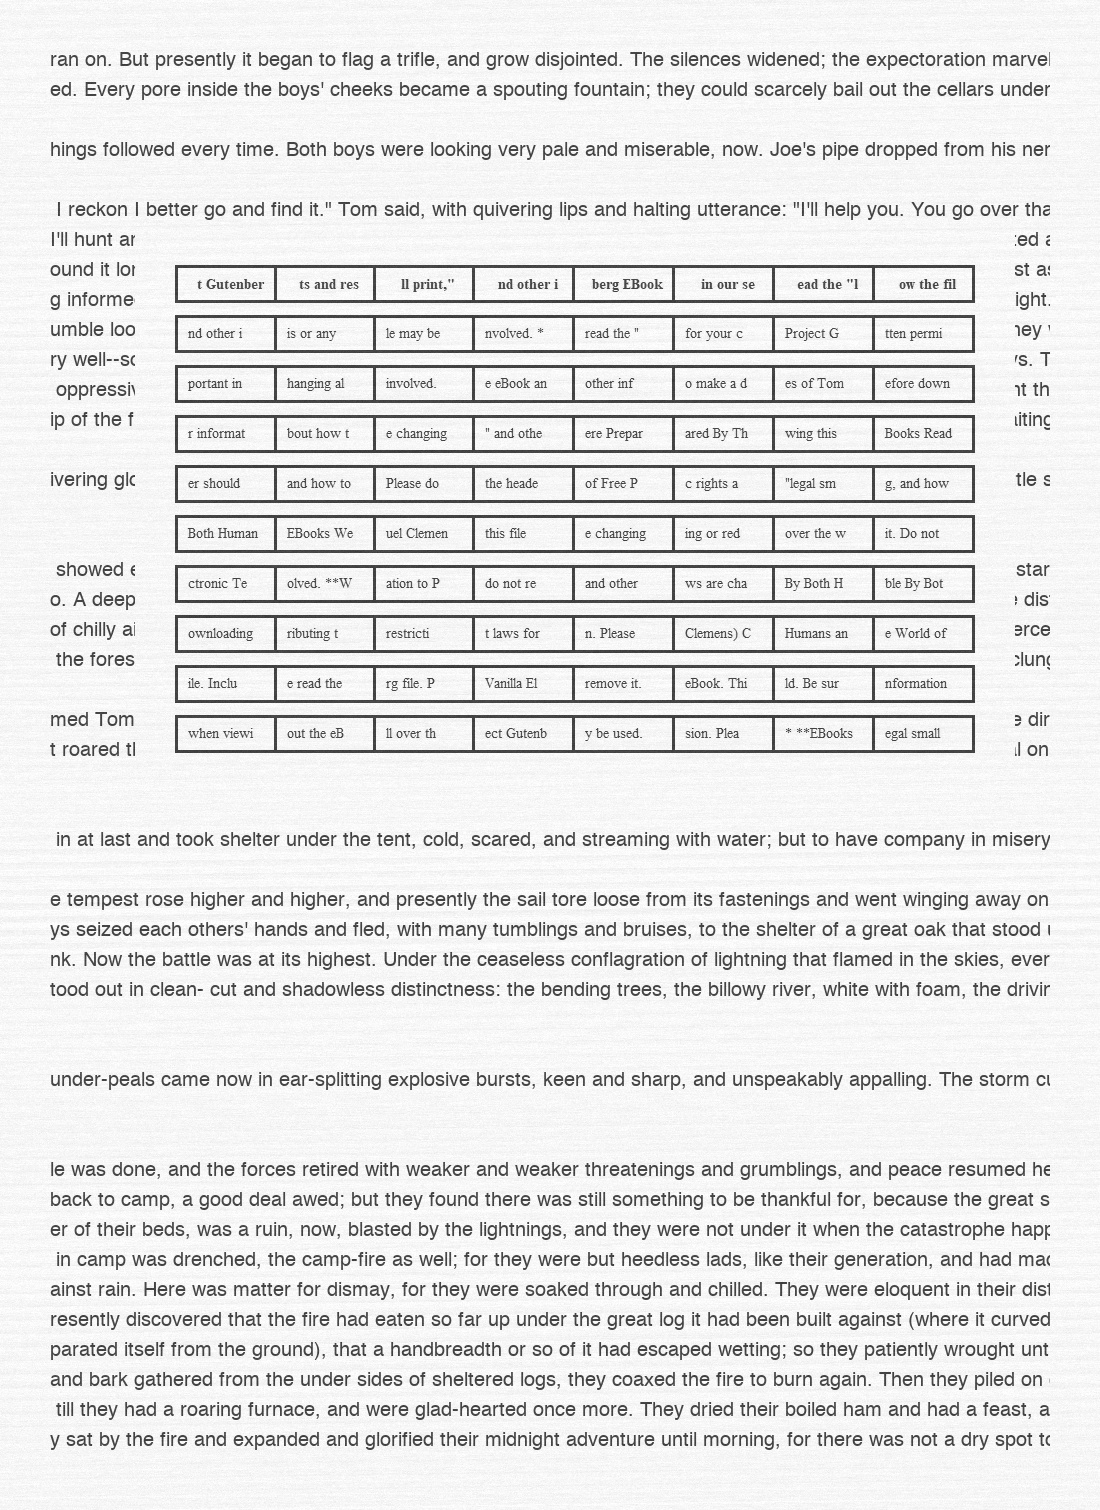 ran on. But presently it began to flag a trifle, and grow disjointed. The silences widened; the expectoration marvel
ed. Every pore inside the boys' cheeks became a spouting fountain; they could scarcely bail out the cellars under
hings followed every time. Both boys were looking very pale and miserable, now. Joe's pipe dropped from his ner
I reckon I better go and find it." Tom said, with quivering lips and halting utterance: "I'll help you. You go over tha
I'll hunt ar ted a
ound it lor st as
t Gutenber ts and res ll print," nd other i berg EBook in our se ead the "l ow the fil
g informe ight.
umble loo hey
nd other i is or any le may be nvolved. * read the " for your c Project G tten permi
ry well--so ys. T
oppressiv nt th
portant in hanging al involved. e eBook an other inf o make a d es of Tom efore down
ip of the f iting
r informat bout how t e changing " and othe ere Prepar ared By Th wing this Books Read
ivering glo tle s
er should and how to Please do the heade of Free P c rights a "legal sm g, and how
Both Human EBooks We uel Clemen this file e changing ing or red over the w it. Do not
showed e star
ctronic Te olved. **W ation to P do not re and other ws are cha By Both H ble By Bot
o. A deep dist
of chilly ai erce
ownloading ributing t restricti t laws for n. Please Clemens) C Humans an e World of
the fores clung
ile. Inclu e read the rg file. P Vanilla El remove it. eBook. Thi ld. Be sur nformation
med Tom e dir
when viewi out the eB ll over th ect Gutenb y be used. sion. Plea * **EBooks egal small
t roared th l on
in at last and took shelter under the tent, cold, scared, and streaming with water; but to have company in misery
e tempest rose higher and higher, and presently the sail tore loose from its fastenings and went winging away on
ys seized each others' hands and fled, with many tumblings and bruises, to the shelter of a great oak that stood
nk. Now the battle was at its highest. Under the ceaseless conflagration of lightning that flamed in the skies, ever
tood out in clean- cut and shadowless distinctness: the bending trees, the billowy river, white with foam, the drivin
under-peals came now in ear-splitting explosive bursts, keen and sharp, and unspeakably appalling. The storm cu
le was done, and the forces retired with weaker and weaker threatenings and grumblings, and peace resumed he
back to camp, a good deal awed; but they found there was still something to be thankful for, because the great s
er of their beds, was a ruin, now, blasted by the lightnings, and they were not under it when the catastrophe happ
in camp was drenched, the camp-fire as well; for they were but heedless lads, like their generation, and had mad
ainst rain. Here was matter for dismay, for they were soaked through and chilled. They were eloquent in their dist
resently discovered that the fire had eaten so far up under the great log it had been built against (where it curved
parated itself from the ground), that a handbreadth or so of it had escaped wetting; so they patiently wrought unt
and bark gathered from the under sides of sheltered logs, they coaxed the fire to burn again. Then they piled on
till they had a roaring furnace, and were glad-hearted once more. They dried their boiled ham and had a feast, a
y sat by the fire and expanded and glorified their midnight adventure until morning, for there was not a dry spot to